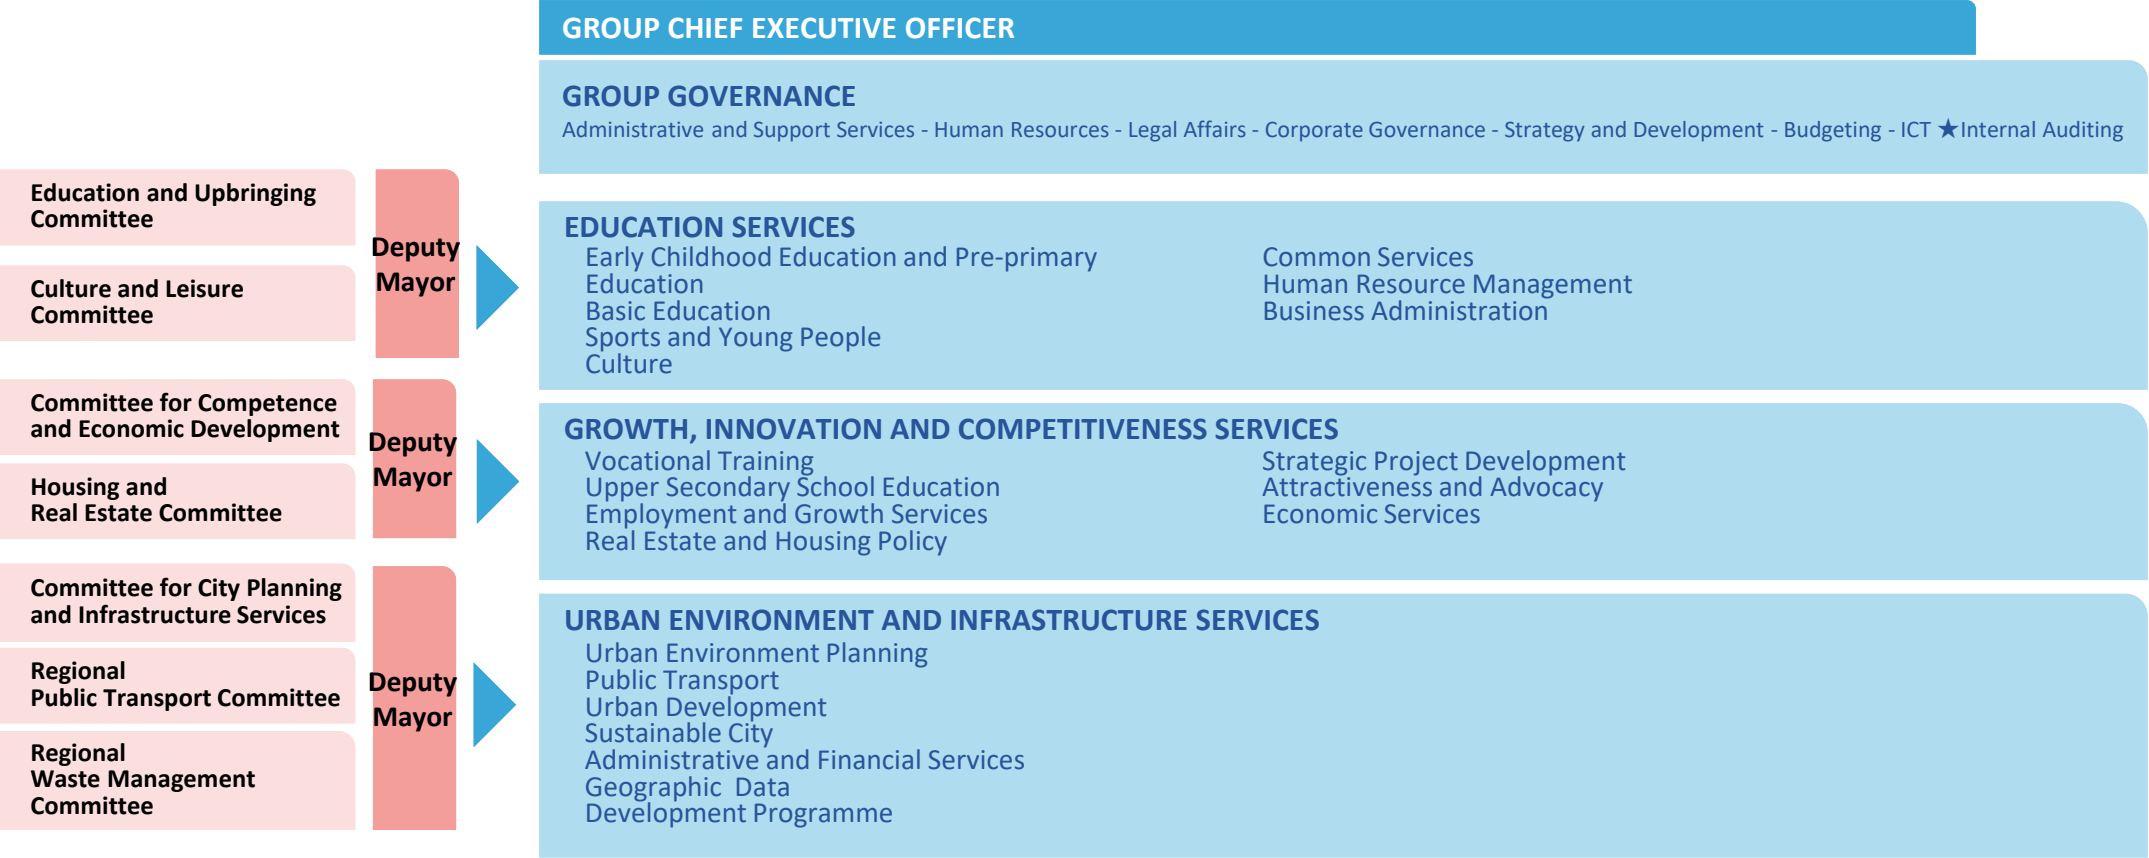 GROUP CHIEF EXECUTIVE OFFICER
GROUP GOVERNANCE
Administrative and Support Services - Human Resources - Legal Affairs - Corporate Governance - Strategy and Development - Budgeting - ICT ★Internal Auditing
Education and Upbringing
Committee
Culture and Leisure
Committee
Deputy
Mayor
EDUCATION SERVICES
Early Childhood Education and Pre-primary
Education
Basic Education
Sports and Young People
Culture
Common Services
Human Resource Management
Business Administration
Committee for Competence
and Economic Development
Housing and
Real Estate Committee
Deputy
Mayor
GROWTH, INNOVATION AND COMPETITIVENESS SERVICES
Vocational Training
Upper Secondary School Education
Employment and Growth Services
Real Estate and Housing Policy
Strategic Project Development
Attractiveness and Advocacy
Economic Services
Committee for City Planning
and Infrastructure Services
Regional
Public Transport Committee
Regional
Waste Management
Committee
Deputy
Mayor
URBAN ENVIRONMENT AND INFRASTRUCTURE SERVICES
Urban Environment Planning
Public Transport
Urban Development
Sustainable City
Administrative and Financial Services
Geographic  Data
Development Programme